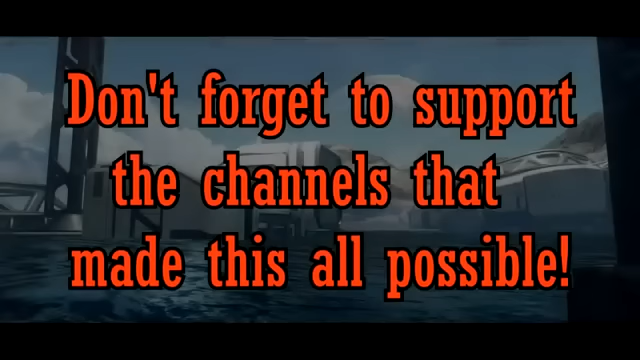 Don't forget to support
the channels that
made this all possible!